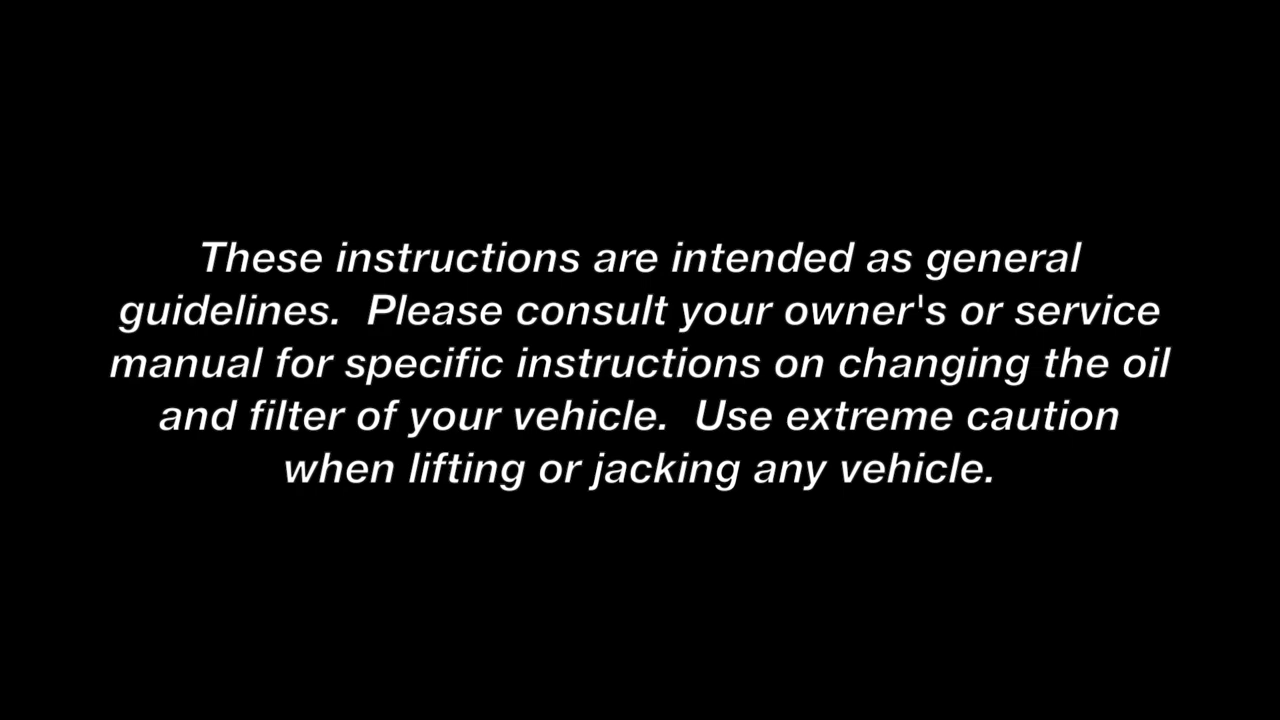 These instructions are intended as general
guidelines.  Please consult your owner's or service
manual for specific instructions on changing the oil
and filter of your vehicle.  Use extreme caution
when lifting or jacking any vehicle.